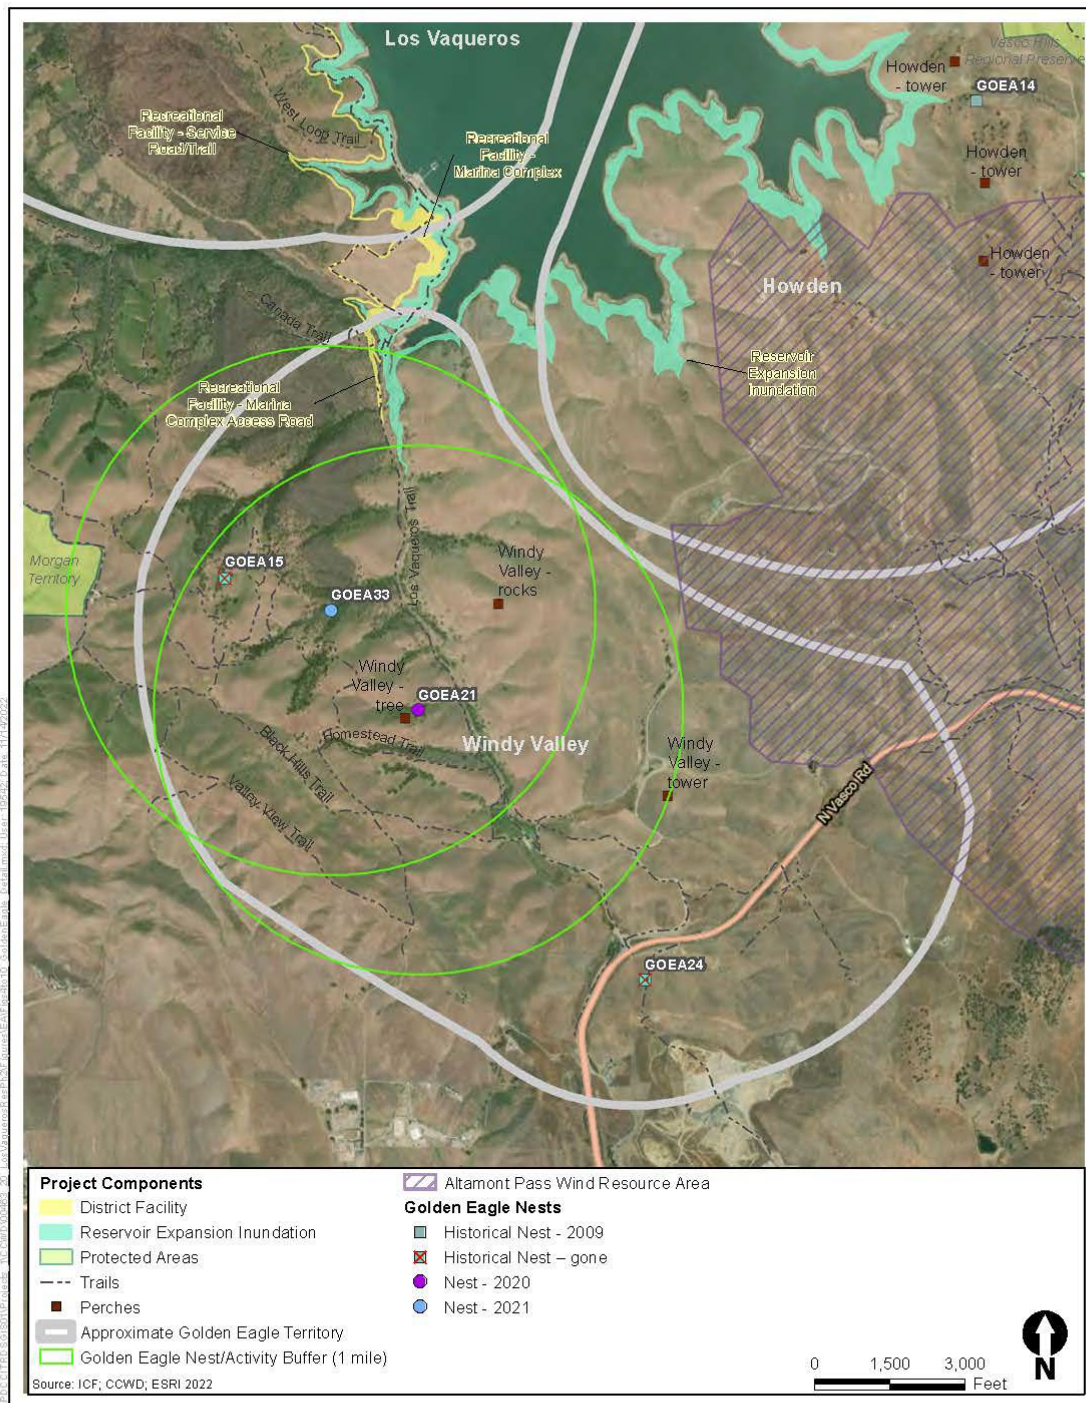 Los Vaqueros
Vasco Hills
Regional Preserve
Howden
- tower
GOEA14
West Loop Trail
Recreational
Facility - Service
Road/Trail
Recreational
Facility -
Marina Complex
Howden
- tower
Howden
- tower
Howden
Canada Trail
Reservoir
Expansion
Inundation
Recreational
Facility - Marina
Complex Access Road
Los Vaqueros Trail
Morgan
Territory
GOEA15
GOEA33
Windy
Valley -
rocks
Windy
Valley -
tree
GOEA21
Homestead Trail
Windy Valley
Windy
Valley -
tower
Black Hills Trail
Valley View Trail
N Vasco Rd
GOEA24
Project Components
District Facility
Reservoir Expansion Inundation
Protected Areas
Trails
Perches
Approximate Golden Eagle Territory
Golden Eagle Nest/Activity Buffer (1 mile)
Source: ICF; CCWD; ESRI 2022
Altamont Pass Wind Resource Area
Golden Eagle Nests
Historical Nest - 2009
Historical Nest – gone
Nest - 2020
Nest - 2021
N
0 1,500 3,000
Feet